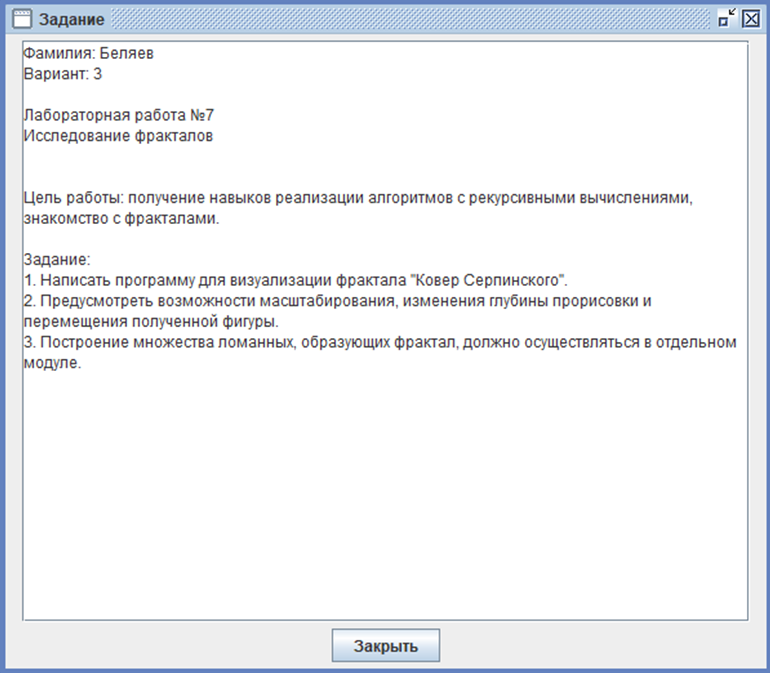 Задание
Фамилия: Беляев
Вариант: 3
Лабораторная работа №7
Исследование фракталов
Цель работы: получение навыков реализации алгоритмов с рекурсивными вычислениями,
знакомство с фракталами.
Задание:
1. Написать программу для визуализации фрактала "Ковер Серпинского".
2. Предусмотреть возможности масштабирования, изменения глубины прорисовки и
перемещения полученной фигуры.
3. Построение множества ломанных, образующих фрактал, должно осуществляться в отдельном
модуле.
Закрыть